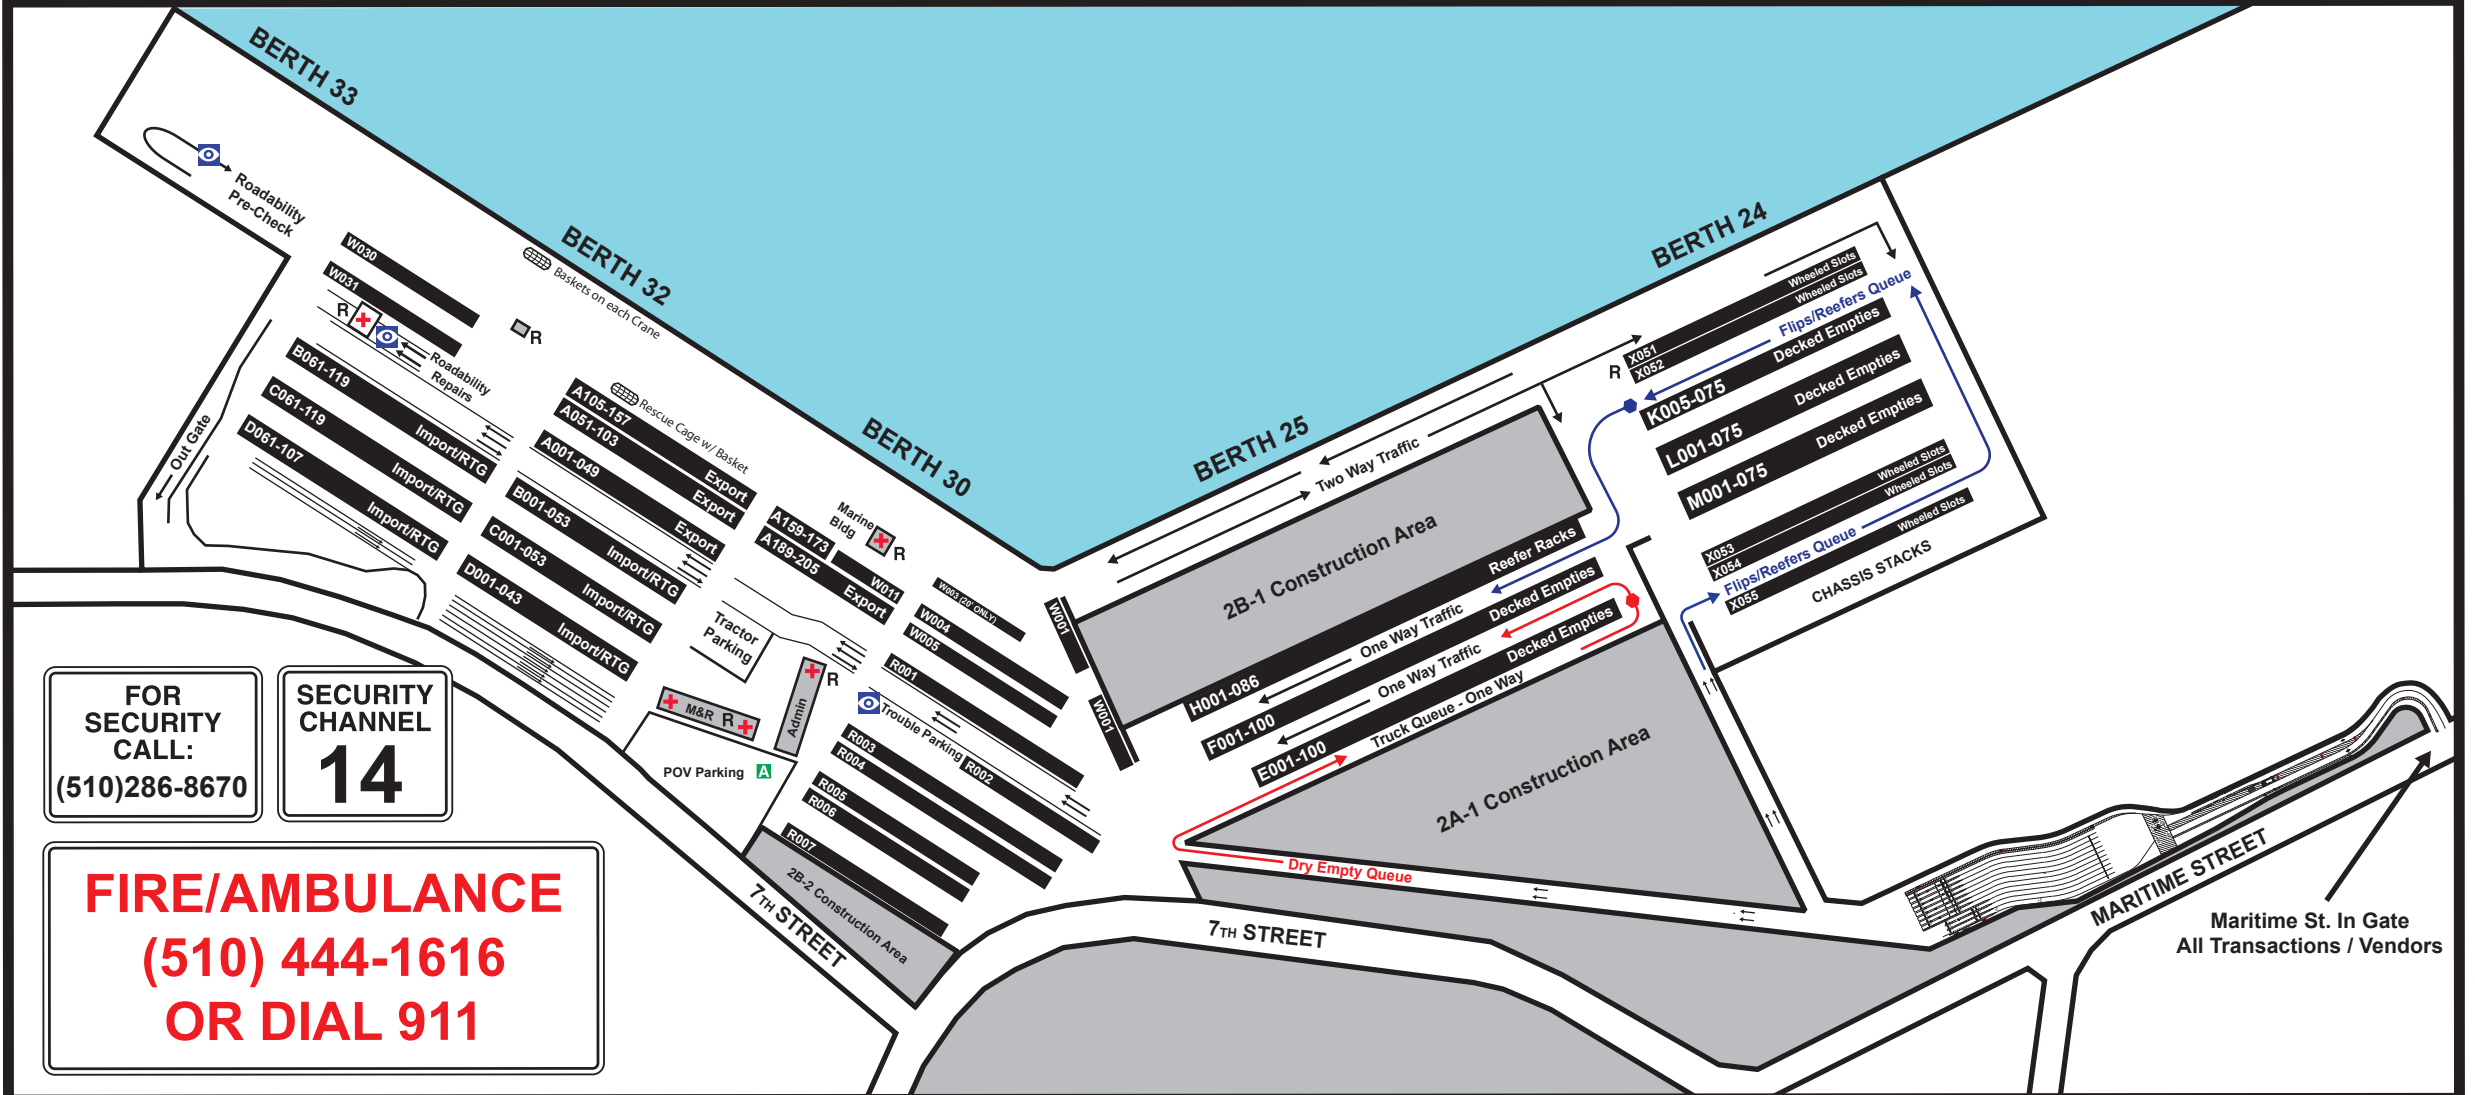 BERTH 33
BERTH 32
BERTH 30
BERTH 25
BERTH 24
Roadability
Pre-Check
W030
W031
R
R
Baskets on each Crane
Roadability
Repairs
Rescue Cage w/ Basket
Out Gate
B061-119
Import/RTG
C061-119
Import/RTG
D061-107
Import/RTG
A105-157
Export
A051-103
Export
A001-049
Export
B001-053
Import/RTG
C001-053
Import/RTG
D001-043
Import/RTG
A159-173
A189-205
Export
W011
Marine
Bldg
R
W003 (20' ONLY)
W004
W005
W001
W001
Tractor
Parking
M&R
R
Admin
R
POV Parking
A
R001
Trouble Parking
R002
R003
R004
R005
R006
R007
2B-2 Construction Area
7TH STREET
Two Way Traffic
2B-1 Construction Area
H001-086
Reefer Racks
One Way Traffic
F001-100
Decked Empties
One Way Traffic
E001-100
Decked Empties
Truck Queue - One Way
2A-1 Construction Area
Dry Empty Queue
7TH STREET
R
X051
Wheeled Slots
X052
Wheeled Slots
Flips/Reefers Queue
K005-075
Decked Empties
L001-075
Decked Empties
M001-075
Decked Empties
X053
Wheeled Slots
X054
Wheeled Slots
Flips/Reefers Queue
X055
Wheeled Slots
CHASSIS STACKS
MARITIME STREET
Maritime St. In Gate
All Transactions / Vendors
FOR
SECURITY
CALL:
(510)286-8670
SECURITY
CHANNEL
14
FIRE/AMBULANCE
(510) 444-1616
OR DIAL 911